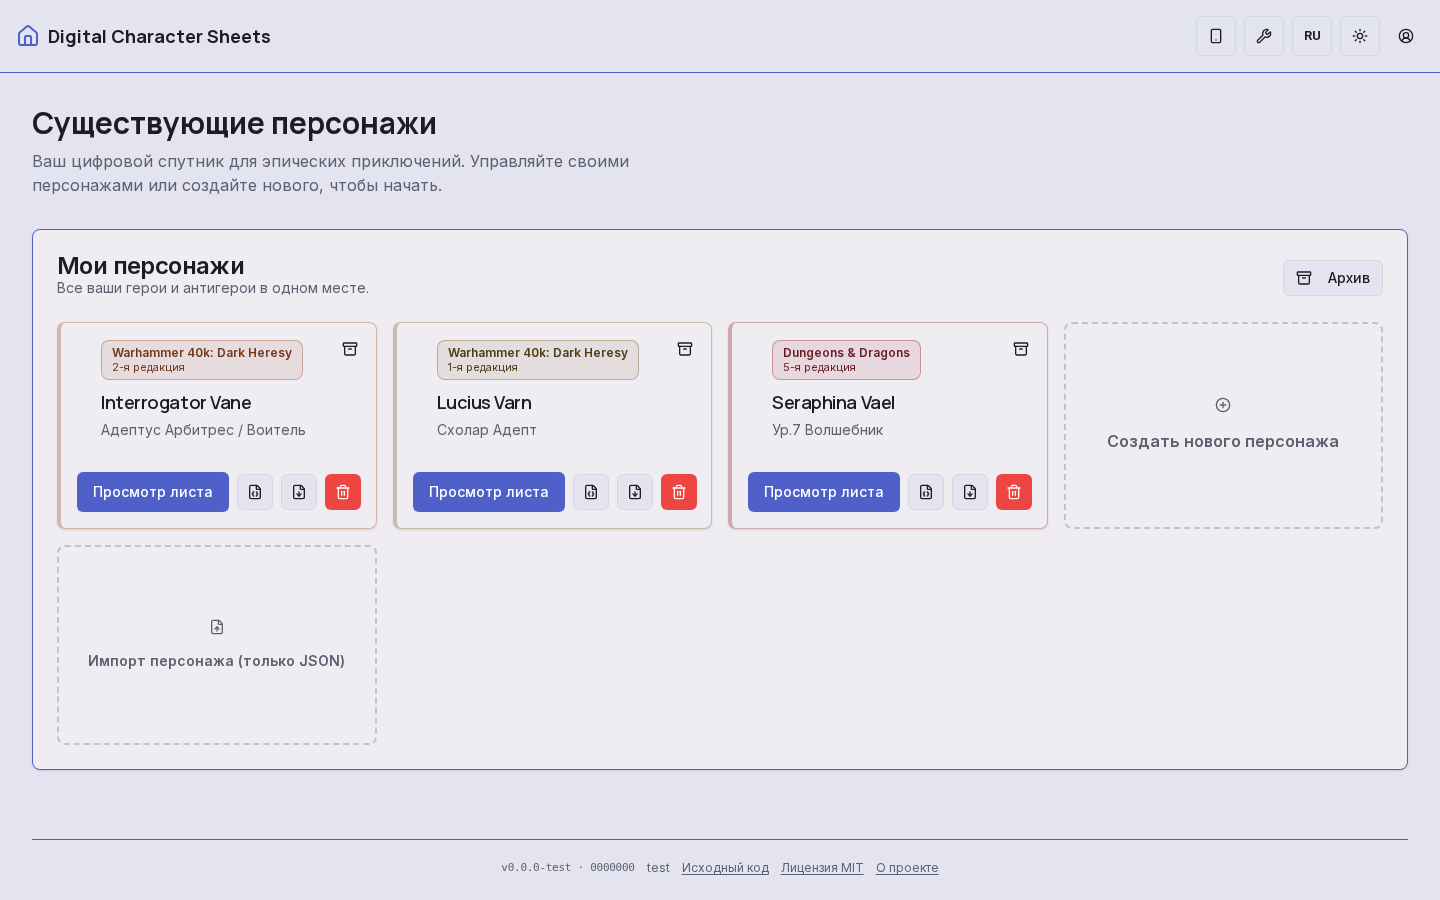 Digital Character Sheets
RU
Существующие персонажи
Ваш цифровой спутник для эпических приключений. Управляйте своими
персонажами или создайте нового, чтобы начать.
Мои персонажи
Все ваши герои и антигерои в одном месте.
Архив
Warhammer 40k: Dark Heresy
2-я редакция
Interrogator Vane
Адептус Арбитрес / Воитель
Просмотр листа
Warhammer 40k: Dark Heresy
1-я редакция
Lucius Varn
Схолар Адепт
Просмотр листа
Dungeons & Dragons
5-я редакция
Seraphina Vael
Ур.7 Волшебник
Просмотр листа
Создать нового персонажа
Импорт персонажа (только JSON)
v0.0.0-test · 0000000 test Исходный код Лицензия MIT О проекте